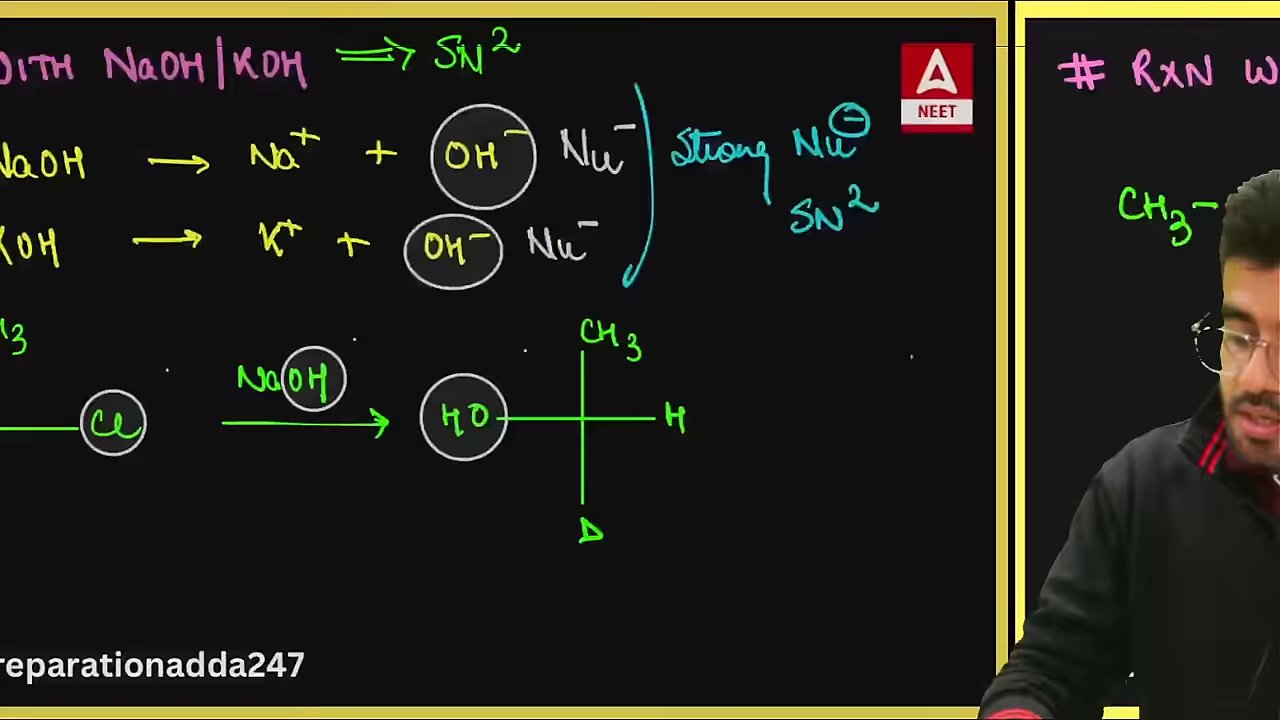 WITH NaOH/KOH ⇒ SN²
NaOH → Na⁺ + OH⁻ Nu⁻
KOH → K⁺ + OH⁻ Nu⁻
Strong Nu⊖
SN²
NEET
# RXN W
CH₃-
H₃
Cl
NaOH →
CH₃
HO H
D
reparationadda247